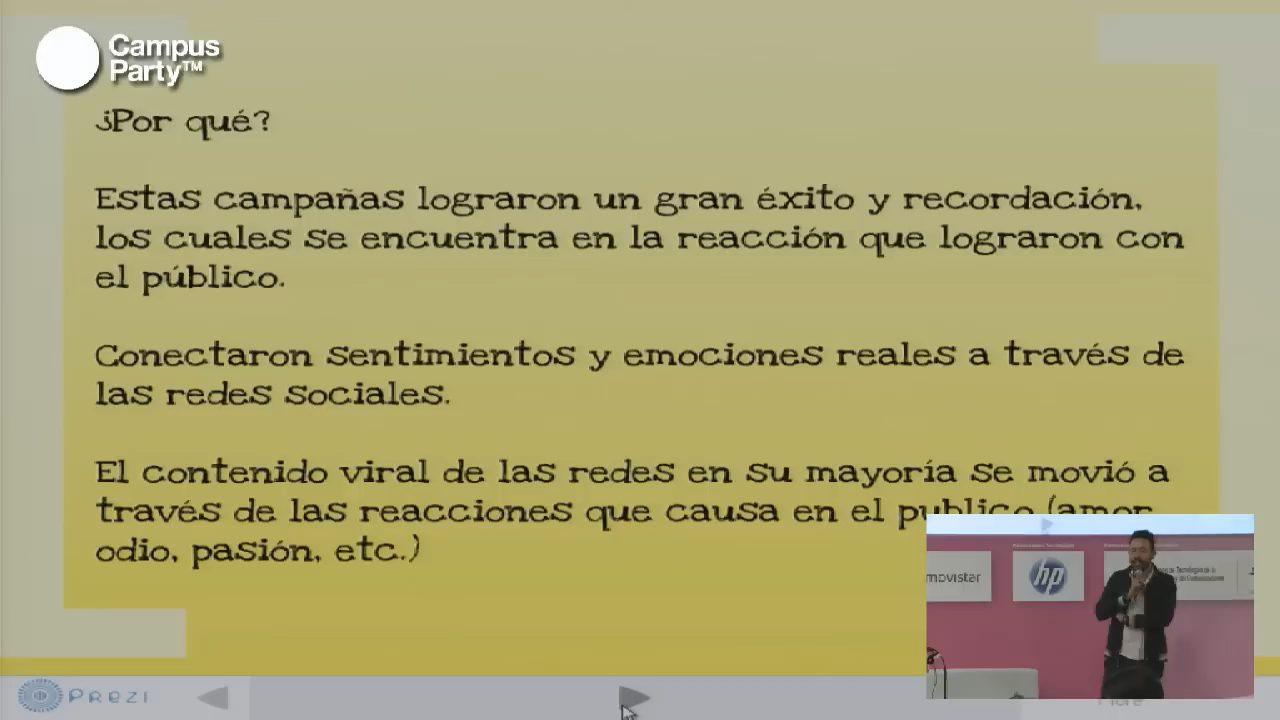 Campus
Party™
¿Por qué?
Estas campañas lograron un gran éxito y recordación,
los cuales se encuentra en la reacción que lograron con
el público.
Conectaron sentimientos y emociones reales a través de
las redes sociales.
El contenido viral de las redes en su mayoría se movió a
través de las reacciones que causa en el publico (amor,
odio, pasión, etc.)
movistar
hp
Prezi
More